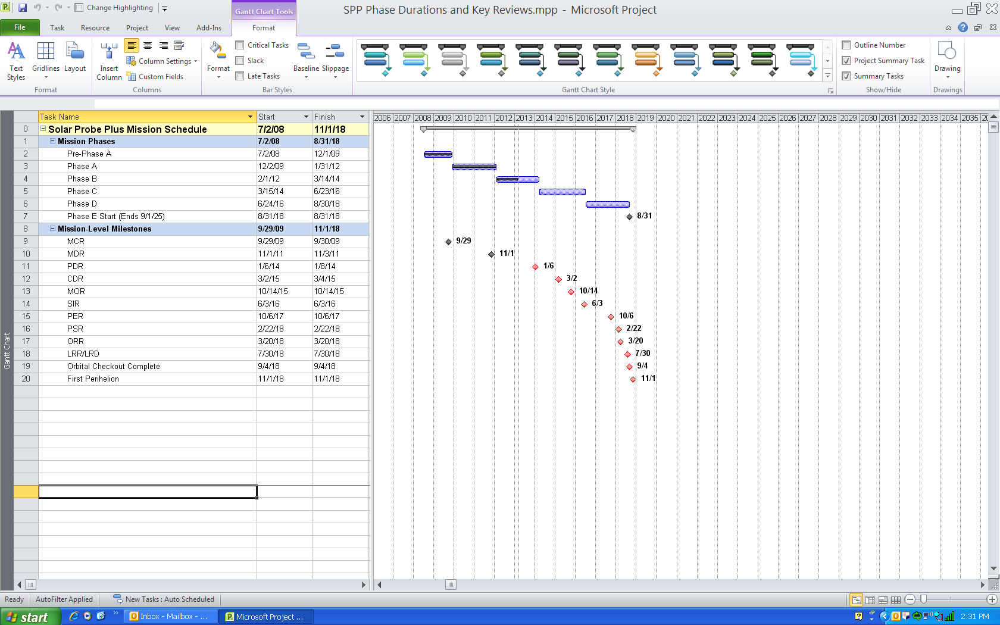 Change Highlighting
Gantt Chart Tools
SPP Phase Durations and Key Reviews.mpp - Microsoft Project
File Task Resource Project View Add-Ins Format
Text Styles
Gridlines
Layout
Format
Insert Column
Column Settings
Custom Fields
Columns
Format
Critical Tasks
Slack
Late Tasks
Baseline
Slippage
Bar Styles
Gantt Chart Style
Outline Number
Project Summary Task
Summary Tasks
Show/Hide
Drawing
Drawings
Task Name Start Finish
2006 2007 2008 2009 2010 2011 2012 2013 2014 2015 2016 2017 2018 2019 2020 2021 2022 2023 2024 2025 2026 2027 2028 2029 2030 2031 2032 2033 2034 2035 20
0 Solar Probe Plus Mission Schedule 7/2/08 11/1/18
1 Mission Phases 7/2/08 8/31/18
2 Pre-Phase A 7/2/08 12/1/09
3 Phase A 12/2/09 1/31/12
4 Phase B 2/1/12 3/14/14
5 Phase C 3/15/14 6/23/16
6 Phase D 6/24/16 8/30/18
7 Phase E Start (Ends 9/1/25) 8/31/18 8/31/18 8/31
8 Mission-Level Milestones 9/29/09 11/1/18
9 MCR 9/29/09 9/30/09 9/29
10 MDR 11/1/11 11/3/11 11/1
11 PDR 1/6/14 1/8/14 1/6
12 CDR 3/2/15 3/4/15 3/2
13 MOR 10/14/15 10/14/15 10/14
14 SIR 6/3/16 6/3/16 6/3
15 PER 10/6/17 10/6/17 10/6
16 PSR 2/22/18 2/22/18 2/22
17 ORR 3/20/18 3/20/18 3/20
18 LRR/LRD 7/30/18 7/30/18 7/30
19 Orbital Checkout Complete 9/4/18 9/4/18 9/4
20 First Perihelion 11/1/18 11/1/18 11/1
Gantt Chart
Ready AutoFilter Applied New Tasks : Auto Scheduled
start Inbox - Mailbox - ... Microsoft Project ... 2:31 PM